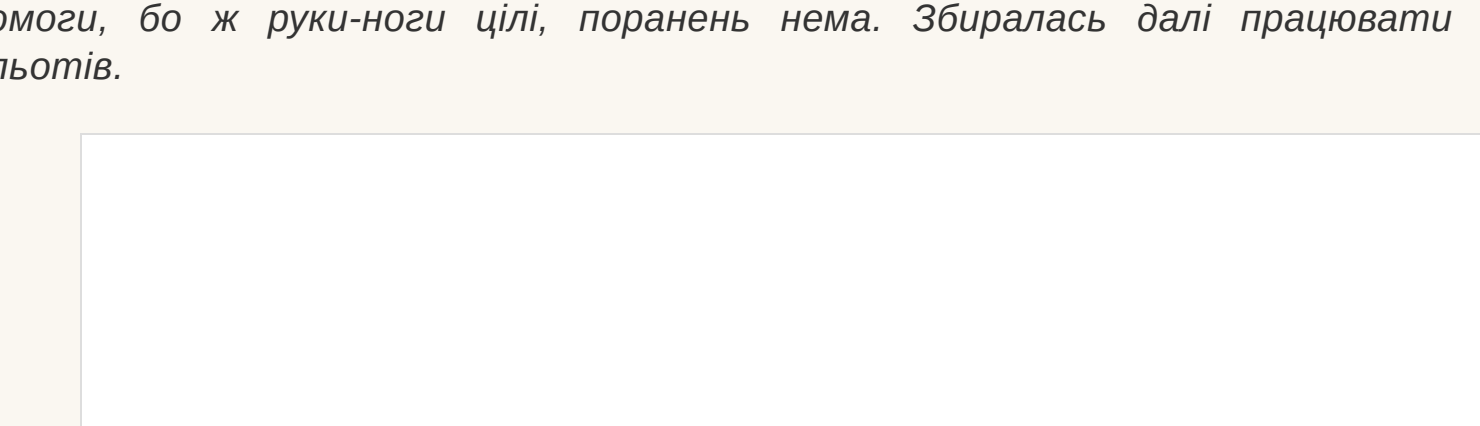 омоги, бо ж руки-ноги цілі, поранень нема. Збиралась далі працювати
льотів.